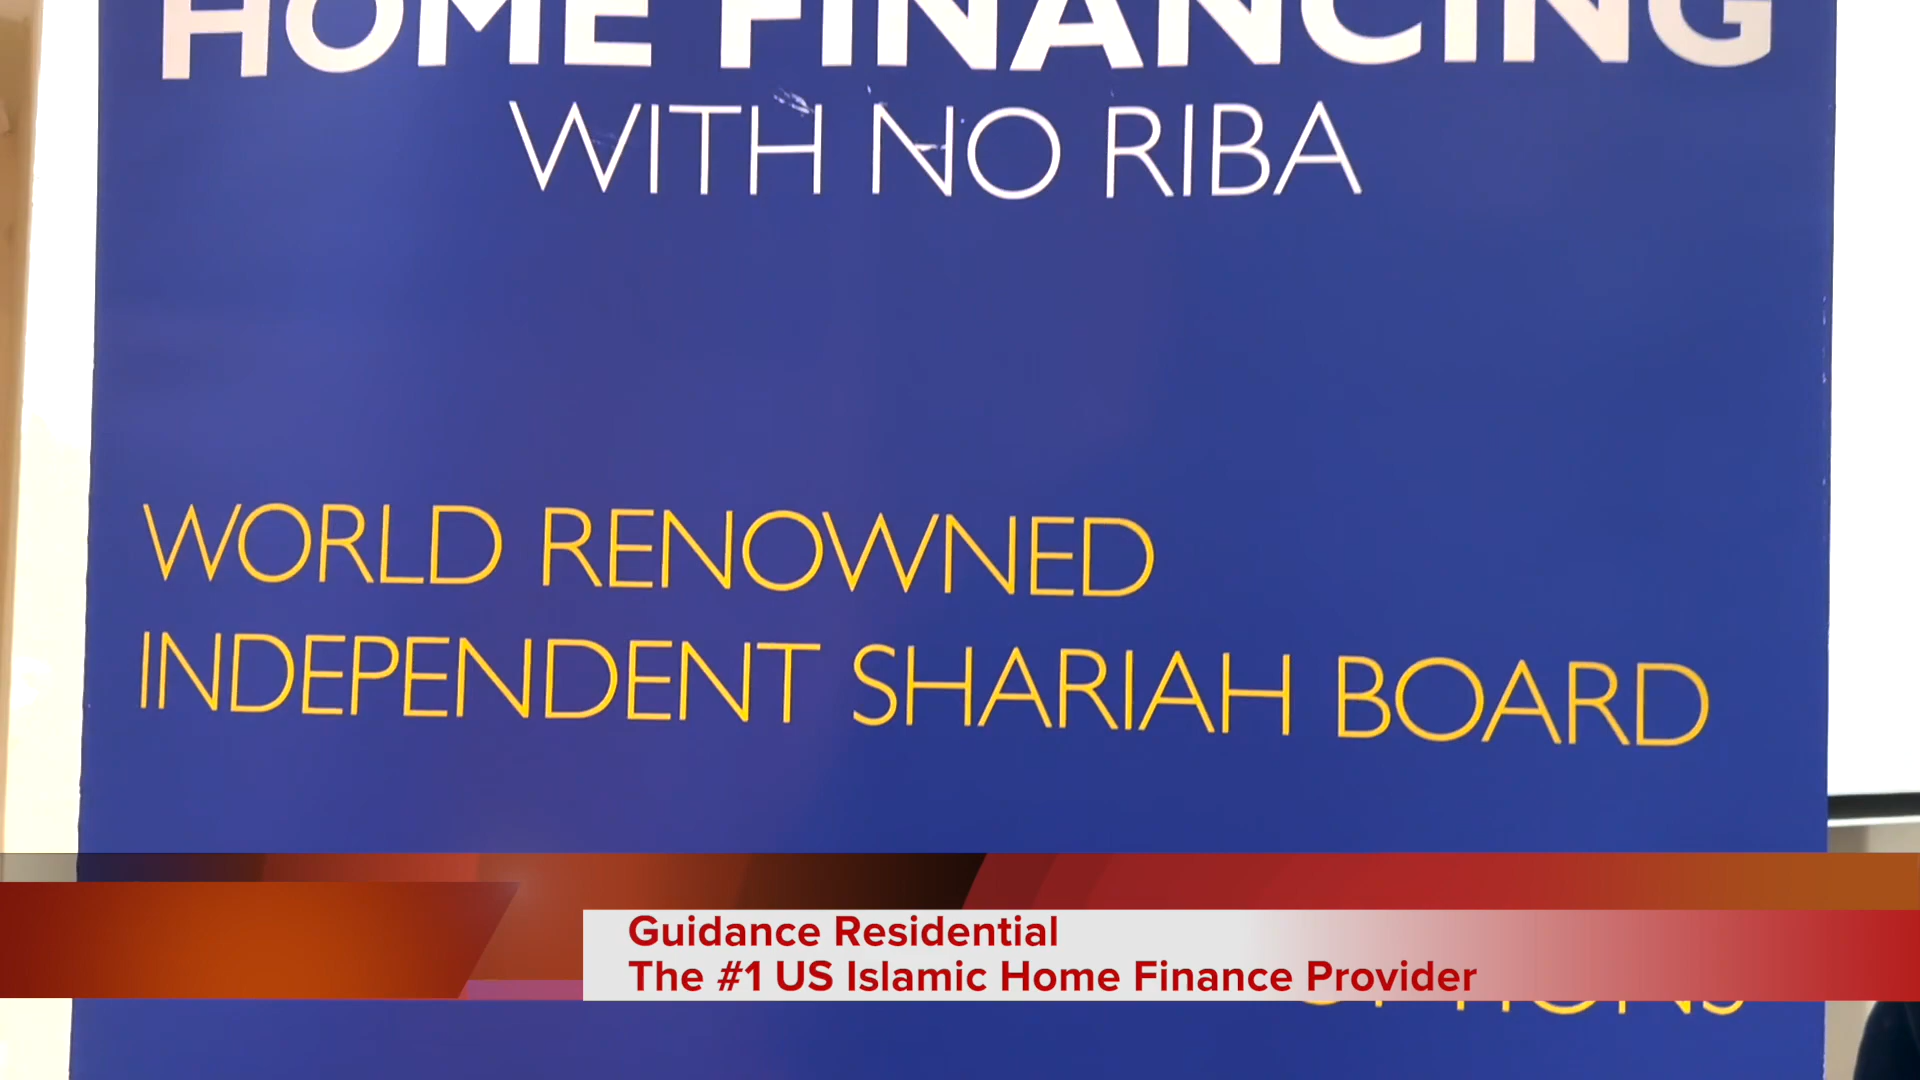 HOME FINANCING
WITH NO RIBA
WORLD RENOWNED
INDEPENDENT SHARIAH BOARD
Guidance Residential
The #1 US Islamic Home Finance Provider